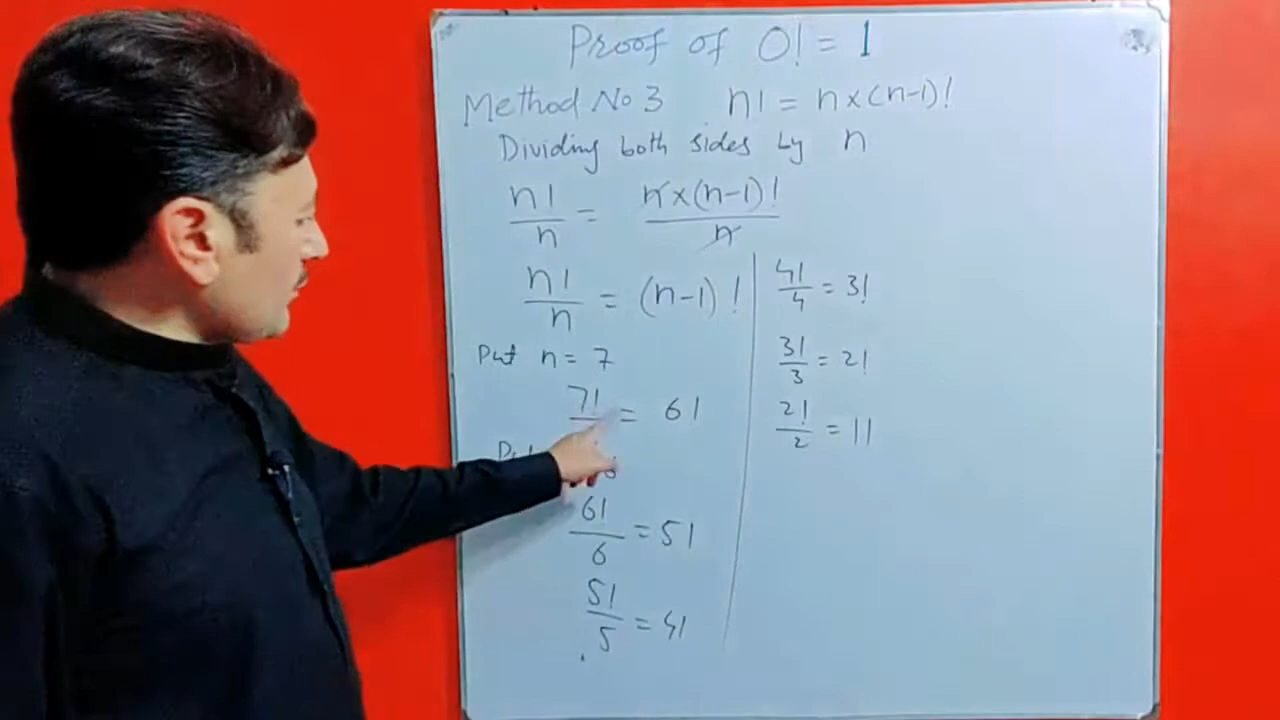 Proof of 0! = 1
Method No 3 n! = n×(n-1)!
Dividing both sides by n
n!/n = n×(n-1)!/n
n!/n = (n-1)!
Put n = 7
7!/ = 6!
6!/6 = 5!
5!/5 = 4!
4!/4 = 3!
3!/3 = 2!
2!/2 = 1!